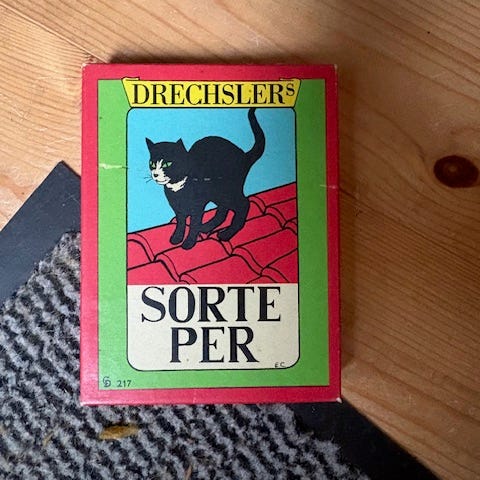 DRECHSLERS
SORTE
PER
E.C.
217